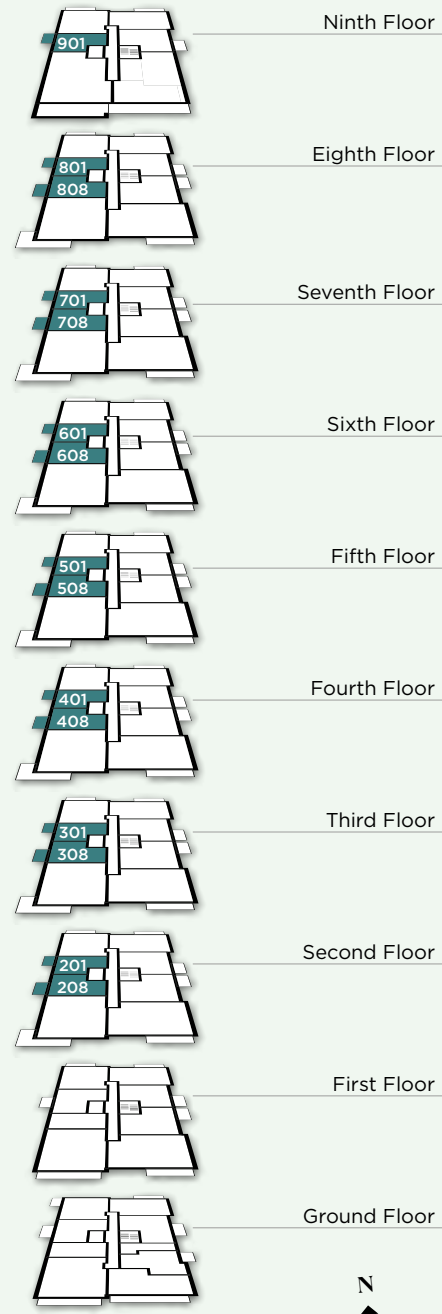 Ninth Floor
901
Eighth Floor
801
808
Seventh Floor
701
708
Sixth Floor
601
608
Fifth Floor
501
508
Fourth Floor
401
408
Third Floor
301
308
Second Floor
201
208
First Floor
Ground Floor
N